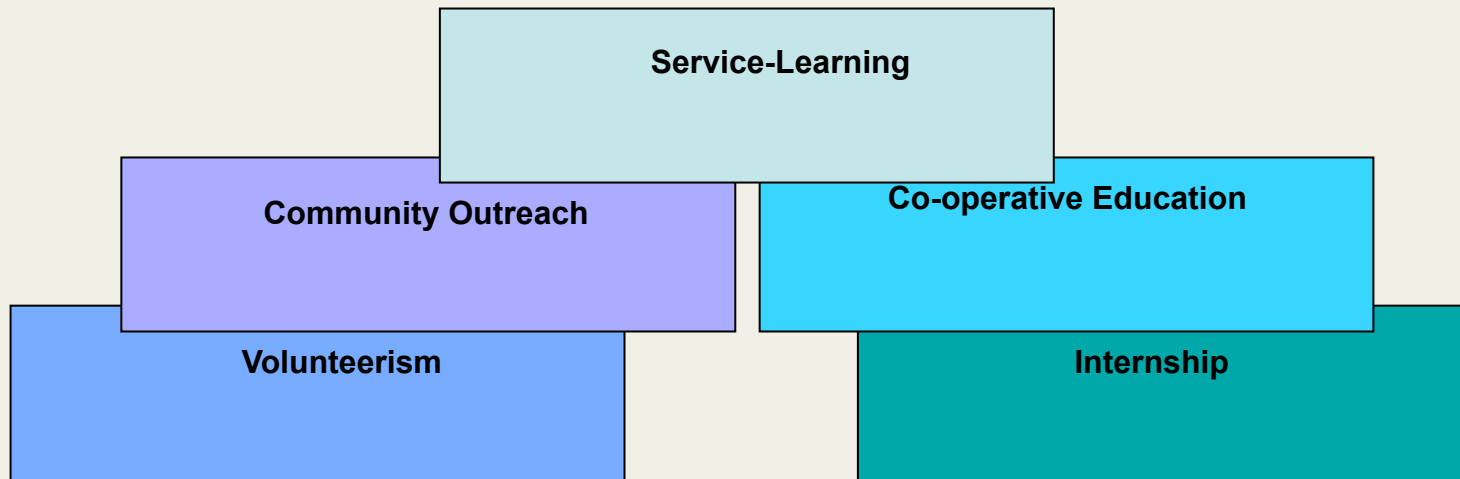 Service-Learning
Community Outreach
Co-operative Education
Volunteerism
Internship